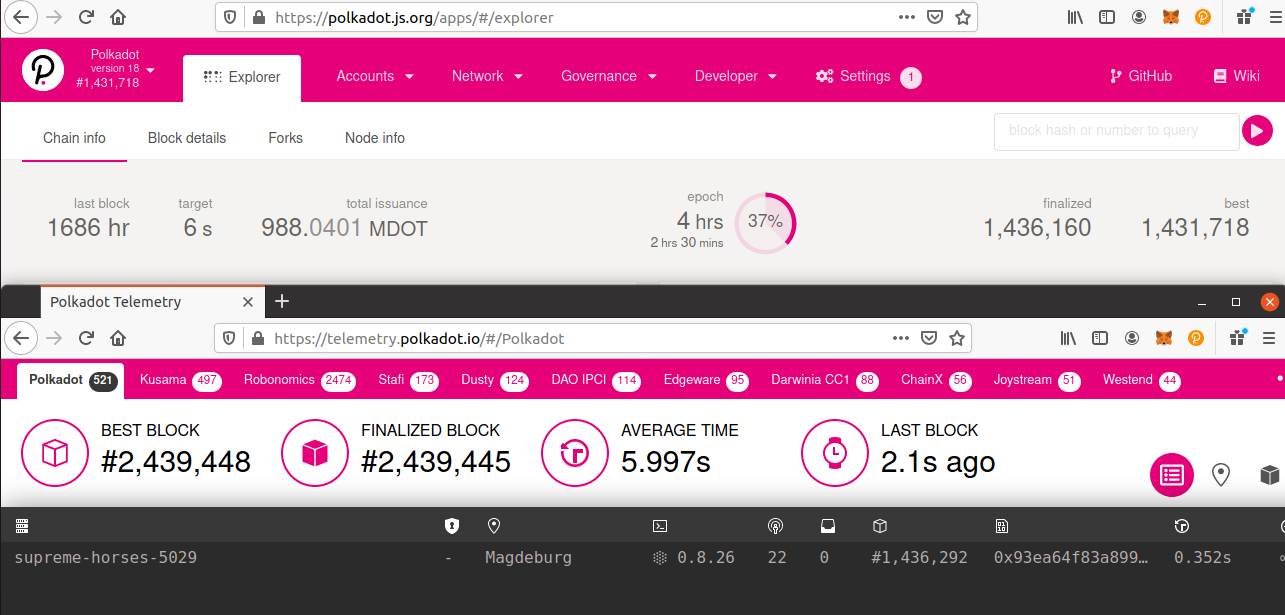 https://polkadot.js.org/apps/#/explorer
Polkadot
version 18
#1,431,718
Explorer
Accounts
Network
Governance
Developer
Settings
1
GitHub
Wiki
Chain info
Block details
Forks
Node info
block hash or number to query
last block
1686 hr
target
6 s
total issuance
988.0401 MDOT
epoch
4 hrs
2 hrs 30 mins
37%
finalized
1,436,160
best
1,431,718
Polkadot Telemetry
https://telemetry.polkadot.io/#/Polkadot
Polkadot 521
Kusama 497
Robonomics 2474
Stafi 173
Dusty 124
DAO IPCI 114
Edgeware 95
Darwinia CC1 88
ChainX 56
Joystream 51
Westend 44
BEST BLOCK
#2,439,448
FINALIZED BLOCK
#2,439,445
AVERAGE TIME
5.997s
LAST BLOCK
2.1s ago
supreme-horses-5029 - Magdeburg 0.8.26 22 0 #1,436,292 0x93ea64f83a899… 0.352s